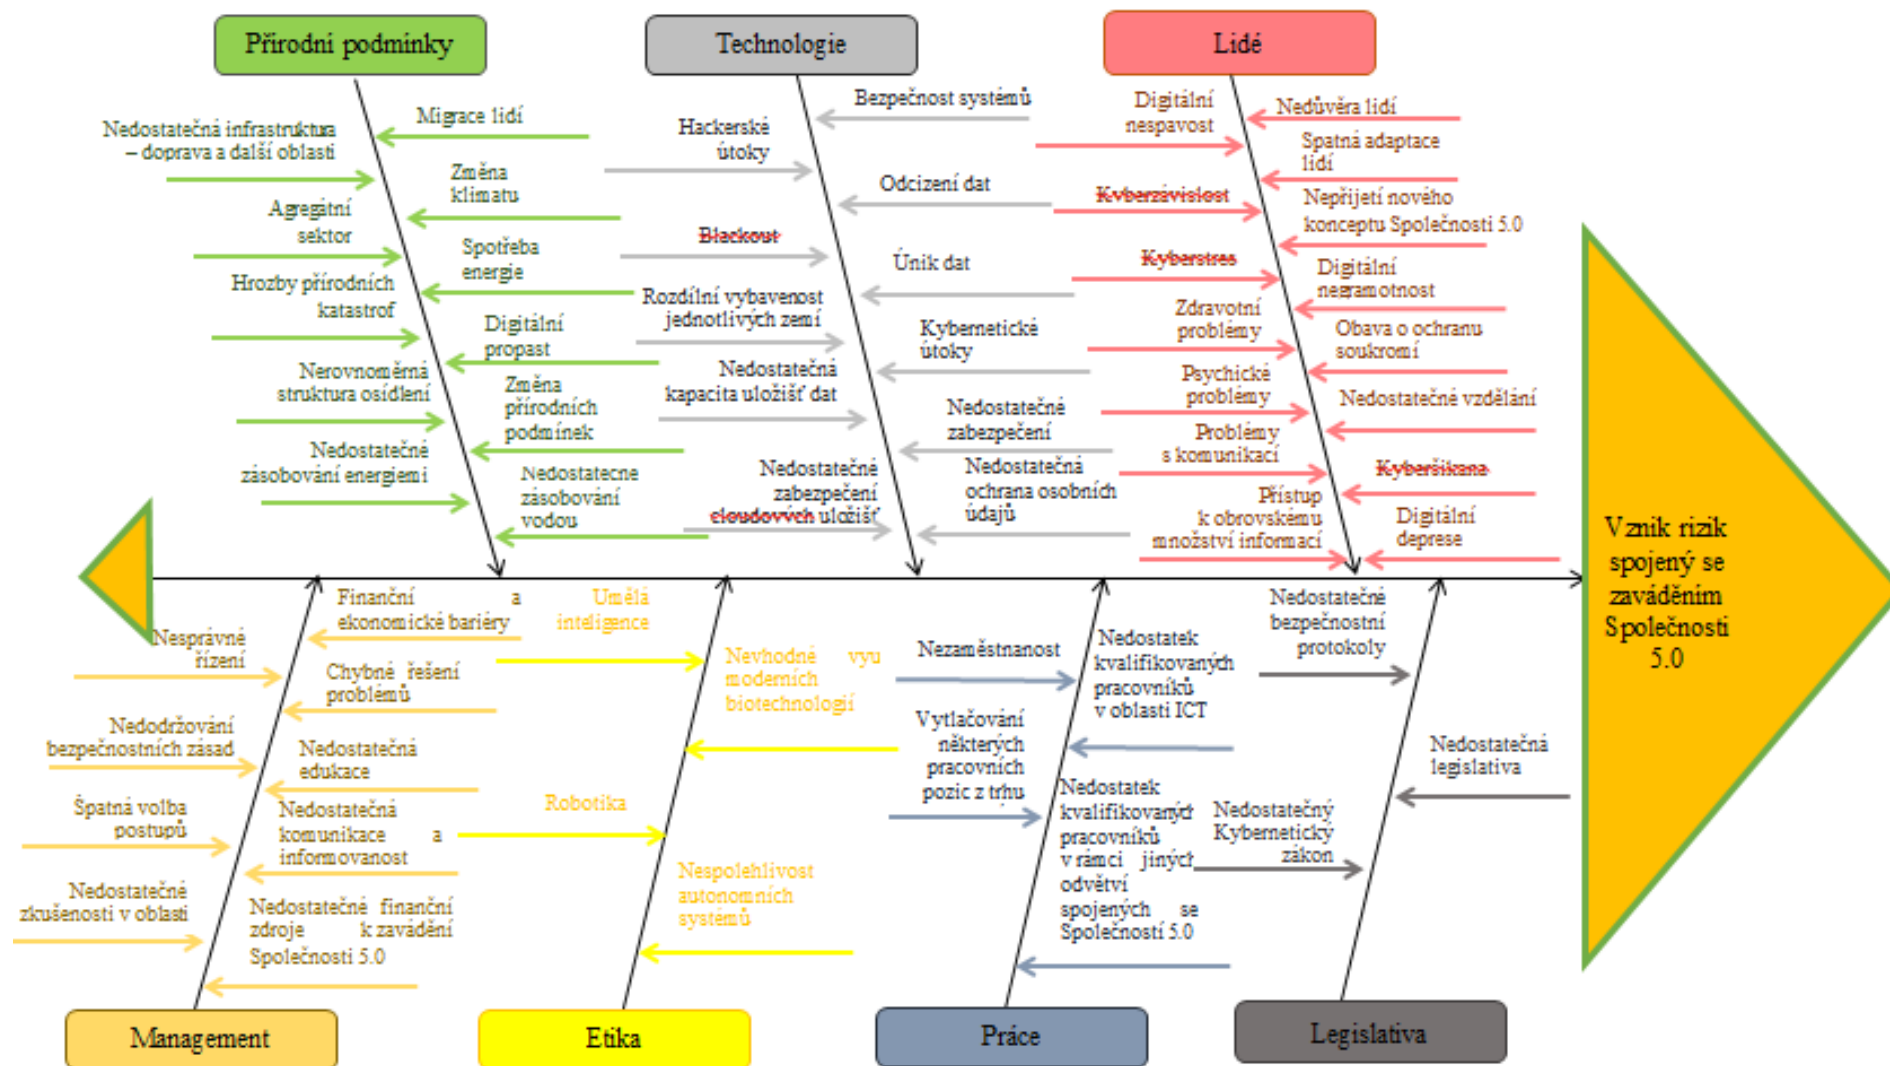 Přírodní podmínky
Technologie
Lidé
Migrace lidí
Nedostatečná infrastruktura
– doprava a další oblasti
Změna
klimatu
Agregátní
sektor
Spotřeba
energie
Hrozby přírodních
katastrof
Digitální
propast
Nerovnoměrná
struktura osídlení
Změna
přírodních
podmínek
Nedostatečné
zásobování energiemi
Nedostatecne
zásobování
vodou
Bezpečnost systémů
Hackerské
útoky
Odcizení dat
Blackout
Únik dat
Rozdílní vybavenost
jednotlivých zemí
Kybernetické
útoky
Nedostatečná
kapacita uložišť dat
Nedostatečné
zabezpečení
Nedostatečné
zabezpečení
cloudových uložišť
Nedostatečná
ochrana osobních
údajů
Digitální
nespavost
Nedůvěra lidí
Spatná adaptace
lidí
Kyberzávislost
Nepřijetí nového
konceptu Společnosti 5.0
Kyberstres
Digitální
negramotnost
Zdravotní
problémy
Obava o ochranu
soukromí
Psychické
problémy
Nedostatečné vzdělání
Problémy
s komunikací
Kyberšikana
Přístup
k obrovskému
množství informací
Digitální
deprese
Vznik rizik
spojený se
zaváděním
Společnosti
5.0
Finanční a
ekonomické bariéry
Nesprávné
řízení
Chybné řešení
problémů
Nedodržování
bezpečnostních zásad
Nedostatečná
edukace
Špatná volba
postupů
Nedostatečná
komunikace a
informovanost
Nedostatečné
zkušenosti v oblasti
Nedostatečné finanční
zdroje k zavádění
Společnosti 5.0
Umělá
inteligence
Nevhodné vyu
moderních
biotechnologií
Robotika
Nespolehlivost
autonomních
systémů
Nezaměstnanost
Nedostatek
kvalifikovaných
pracovníků
v oblasti ICT
Vytlačování
některých
pracovních
pozic z trhu
Nedostatek
kvalifikovaných
pracovníků
v rámci jiných
odvětví
spojených se
Společností 5.0
Nedostatečné
bezpečnostní
protokoly
Nedostatečná
legislativa
Nedostatečný
Kybernetický
zákon
Management
Etika
Práce
Legislativa